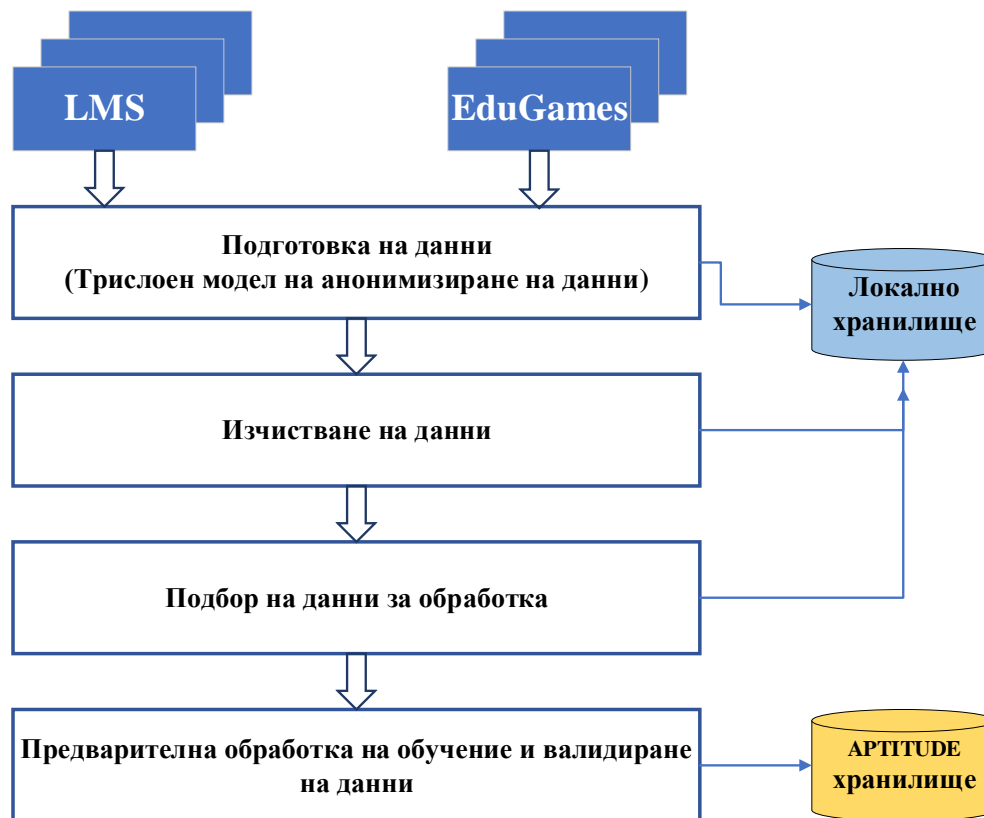 LMS
EduGames
Подготовка на данни
(Трислоен модел на анонимизиране на данни)
Локално
хранилище
Изчистване на данни
Подбор на данни за обработка
Предварителна обработка на обучение и валидиране
на данни
APTITUDE
хранилище